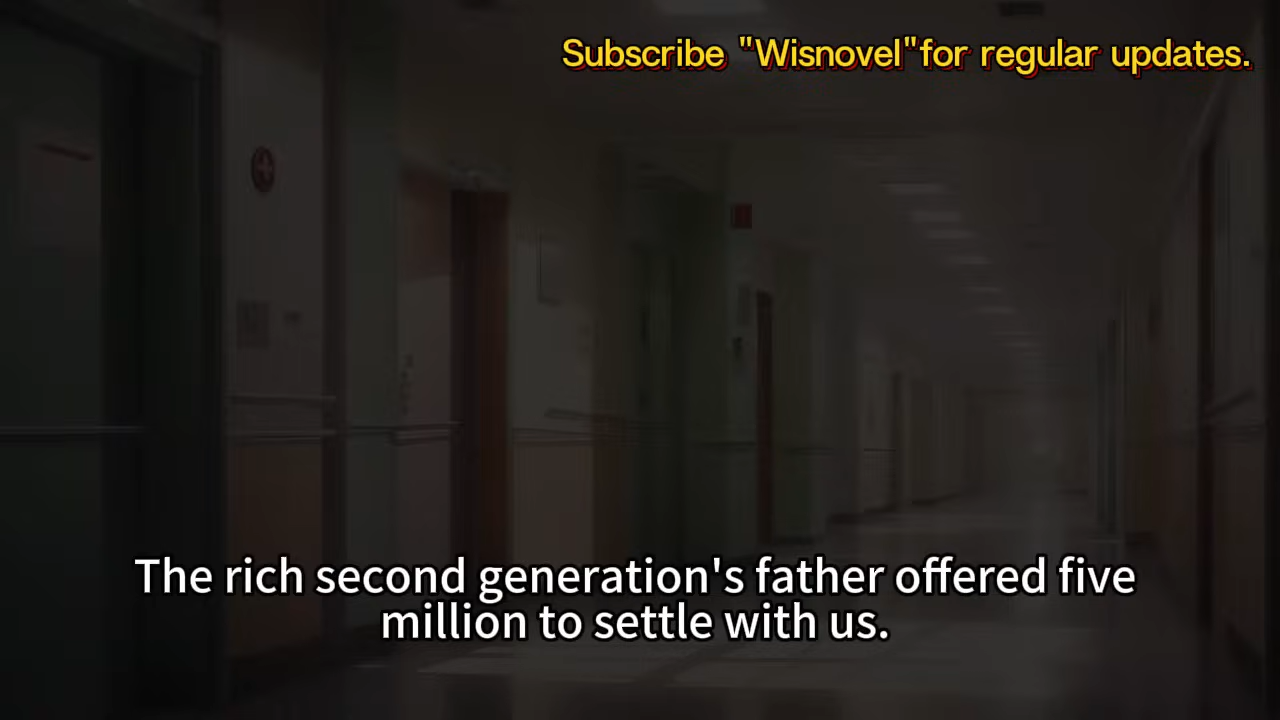 Subscribe "Wisnovel"for regular updates.
The rich second generation's father offered five
million to settle with us.